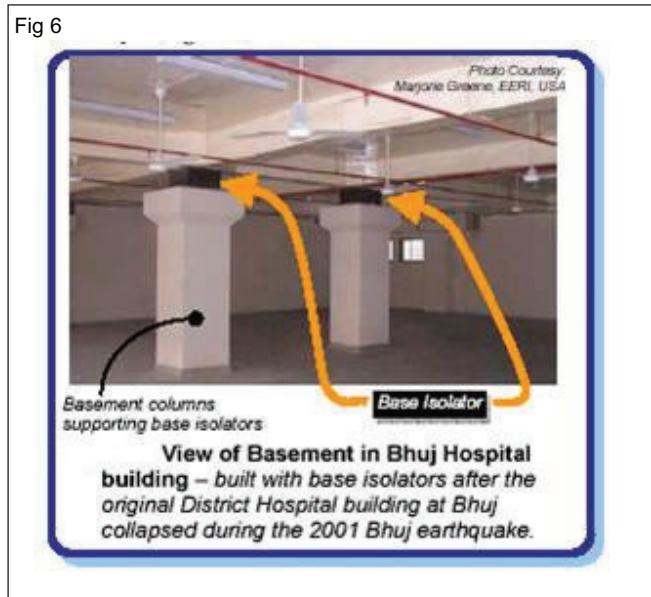 Fig 6
Photo Courtesy:
Marjorie Greene, EERI, USA
Basement columns
supporting base isolators
Base Isolator
View of Basement in Bhuj Hospital
building – built with base isolators after the
original District Hospital building at Bhuj
collapsed during the 2001 Bhuj earthquake.